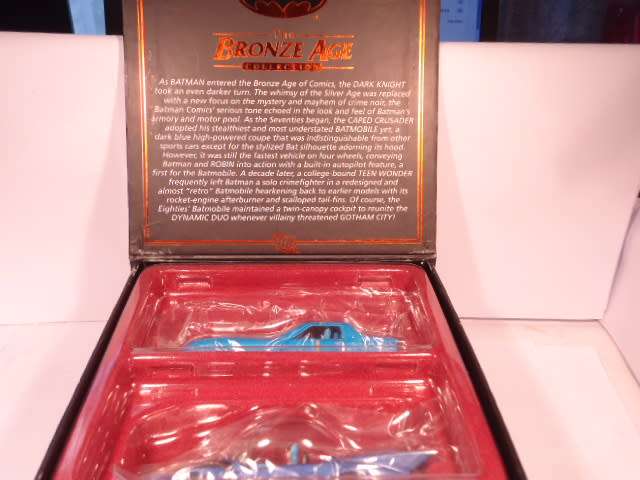 THE
BRONZE AGE
COLLECTION
As BATMAN entered the Bronze Age of Comics, the DARK KNIGHT
took an even darker turn. The whimsy of the Silver Age was replaced
with a new focus on the mystery and mayhem of crime noir, the
Batman Comics' serious tone echoed in the look and feel of Batman's
armory and motor pool. As the Seventies began, the CAPED CRUSADER
adopted his stealthiest and most understated BATMOBILE yet, a
dark blue high-powered coupe that was indistinguishable from other
sports cars except for the stylized Bat silhouette adorning its hood.
However, it was still the fastest vehicle on four wheels, conveying
Batman and ROBIN into action with a built-in autopilot feature, a
first for the Batmobile. A decade later, a college-bound TEEN WONDER
frequently left Batman a solo crimefighter in a redesigned and
almost "retro" Batmobile hearkening back to earlier models with its
rocket-engine afterburner and scalloped tail-fins. Of course, the
Eighties' Batmobile maintained a twin-canopy cockpit to reunite the
DYNAMIC DUO whenever villainy threatened GOTHAM CITY!